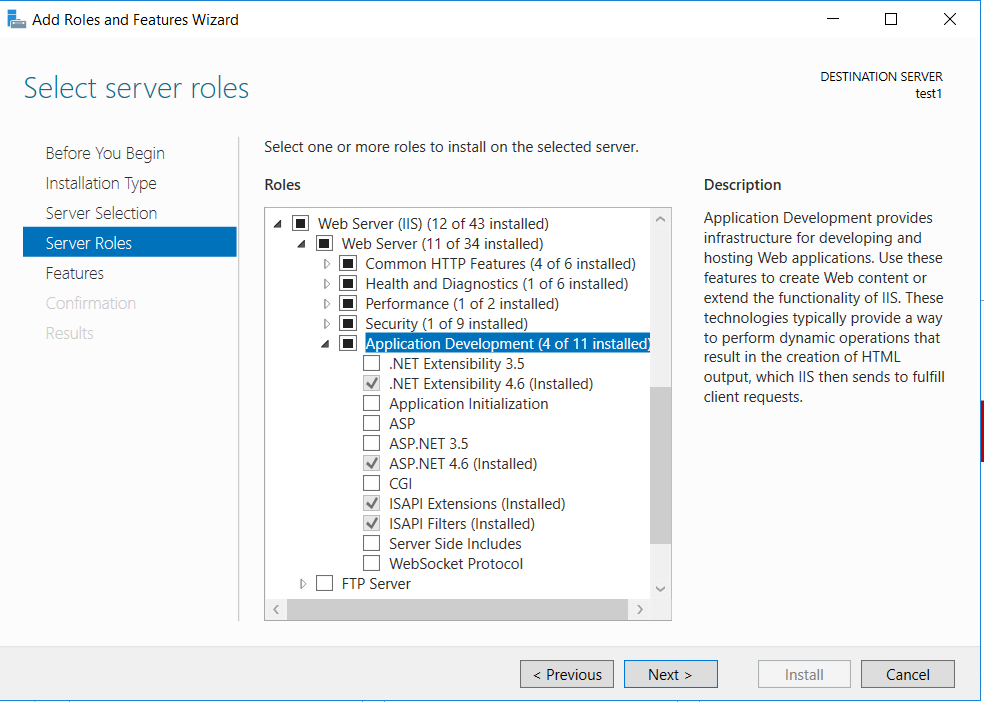 Add Roles and Features Wizard
Select server roles
DESTINATION SERVER
test1
Before You Begin
Installation Type
Server Selection
Server Roles
Features
Confirmation
Results
Select one or more roles to install on the selected server.
Roles
Web Server (IIS) (12 of 43 installed)
Web Server (11 of 34 installed)
Common HTTP Features (4 of 6 installed)
Health and Diagnostics (1 of 6 installed)
Performance (1 of 2 installed)
Security (1 of 9 installed)
Application Development (4 of 11 installed)
.NET Extensibility 3.5
.NET Extensibility 4.6 (Installed)
Application Initialization
ASP
ASP.NET 3.5
ASP.NET 4.6 (Installed)
CGI
ISAPI Extensions (Installed)
ISAPI Filters (Installed)
Server Side Includes
WebSocket Protocol
FTP Server
Description
Application Development provides
infrastructure for developing and
hosting Web applications. Use these
features to create Web content or
extend the functionality of IIS. These
technologies typically provide a way
to perform dynamic operations that
result in the creation of HTML
output, which IIS then sends to fulfill
client requests.
< Previous
Next >
Install
Cancel